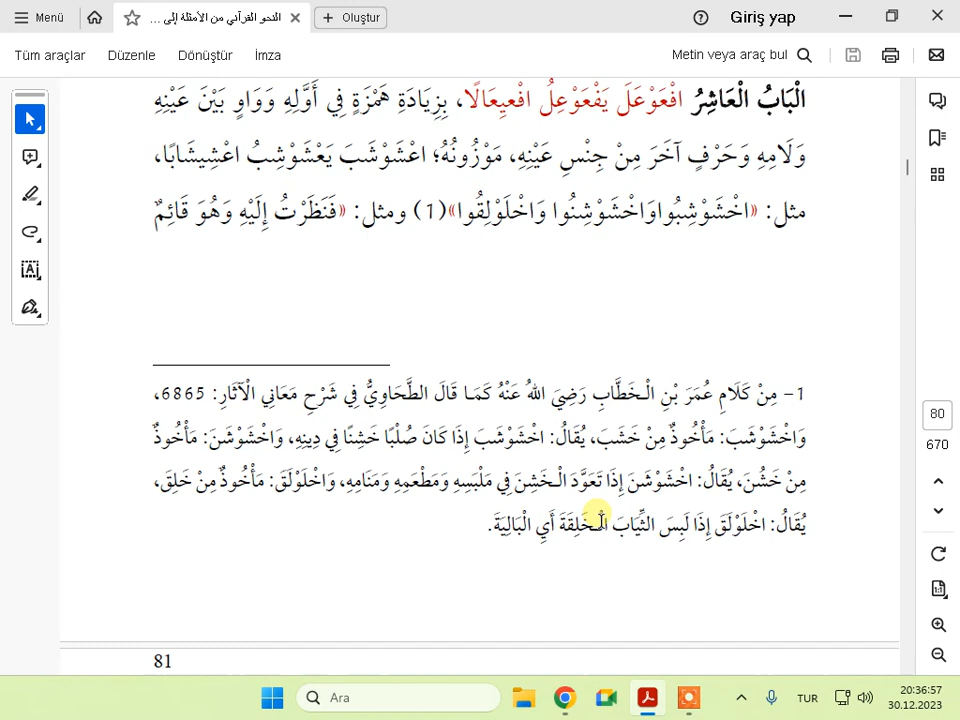 Menü
النحو القرآني من الأمثلة إلى ...
Oluştur
Giriş yap
Tüm araçlar
Düzenle
Dönüştür
İmza
Metin veya araç bul
الْبَابُ الْعَاشِرُ افْعَوْعَلَ يَفْعَوْعِلُ افْعِيعَالًا، بِزِيَادَةِ هَمْزَةٍ فِي أَوَّلِهِ وَوَاوٍ بَيْنَ عَيْنِهِ
وَلَامِهِ وَحَرْفٍ آخَرَ مِنْ جِنْسِ عَيْنِهِ، مَوْزُونُهُ؛ اعْشَوْشَبَ يَعْشَوْشِبُ اعْشِيشَابًا،
مثل: «اخْشَوْشِبُوا وَاخْشَوْشِنُوا وَاخْلَوْلِقُوا»(1) ومثل: «فَنَظَرْتُ إِلَيْهِ وَهُوَ قَائِمٌ
1- مِنْ كَلَامِ عُمَرَ بْنِ الْـخَطَّابِ رَضِيَ اللهُ عَنْهُ كَمَـا قَالَ الطَّحَاوِيُّ فِي شَرْحِ مَعَانِي الْآثَارِ: 6865،
وَاخْشَوْشَبَ: مَأْخُوذٌ مِنْ خَشَبَ، يُقَالُ: اخْشَوْشَبَ إِذَا كَانَ صُلْبًا خَشِنًا فِي دِينِهِ، وَاخْشَوْشَنَ: مَأْخُوذٌ
مِنْ خَشُنَ، يُقَالُ: اخْشَوْشَنَ إِذَا تَعَوَّدَ الْـخَشِنَ فِي مَلْبَسِهِ وَمَطْعَمِهِ وَمَنَامِهِ، وَاخْلَوْلَقَ: مَأْخُوذٌ مِنْ خَلِقَ،
يُقَالُ: اخْلَوْلَقَ إِذَا لَبِسَ الثِّيَابَ الْـخَلِقَةَ أَيِ الْبَالِيَةَ.
80
670
81
Ara
TUR
20:36:57
30.12.2023